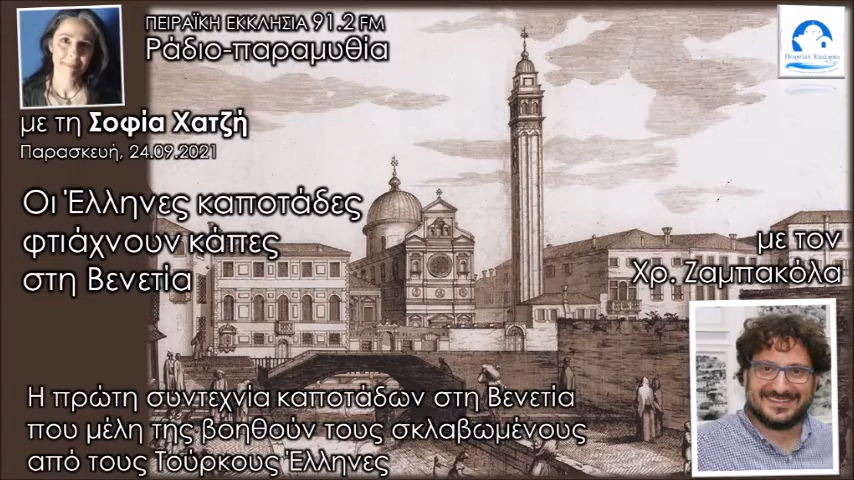 ΠΕΙΡΑΪΚΗ ΕΚΚΛΗΣΙΑ 91.2 FM
Ράδιο-παραμυθία
με τη Σοφία Χατζή
Παρασκευή, 24.09.2021
Οι Έλληνες καποτάδες
φτιάχνουν κάπες
στη Βενετία
με τον
Χρ. Ζαμπακόλα
Η πρώτη συντεχνία καποτάδων στη Βενετία
που μέλη της βοηθούν τους σκλαβωμένους
από τους Τούρκους Έλληνες
Πειραϊκή Εκκλησία